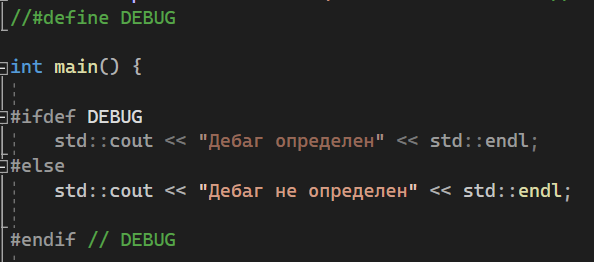 //#define DEBUG
int main() {
#ifdef DEBUG
std::cout << "Дебаг определен" << std::endl;
#else
std::cout << "Дебаг не определен" << std::endl;
#endif // DEBUG